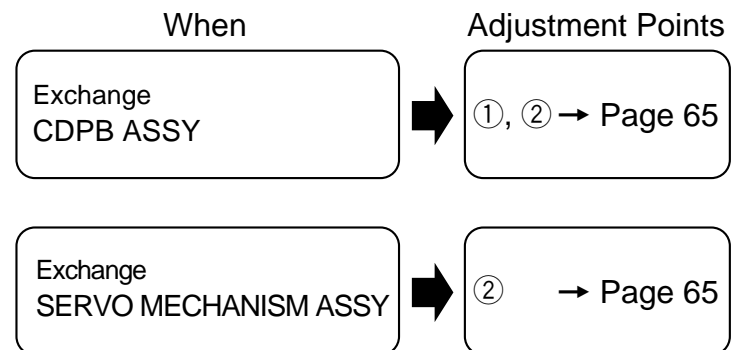 When
Adjustment Points
Exchange
CDPB ASSY
①, ② → Page 65
Exchange
SERVO MECHANISM ASSY
② → Page 65